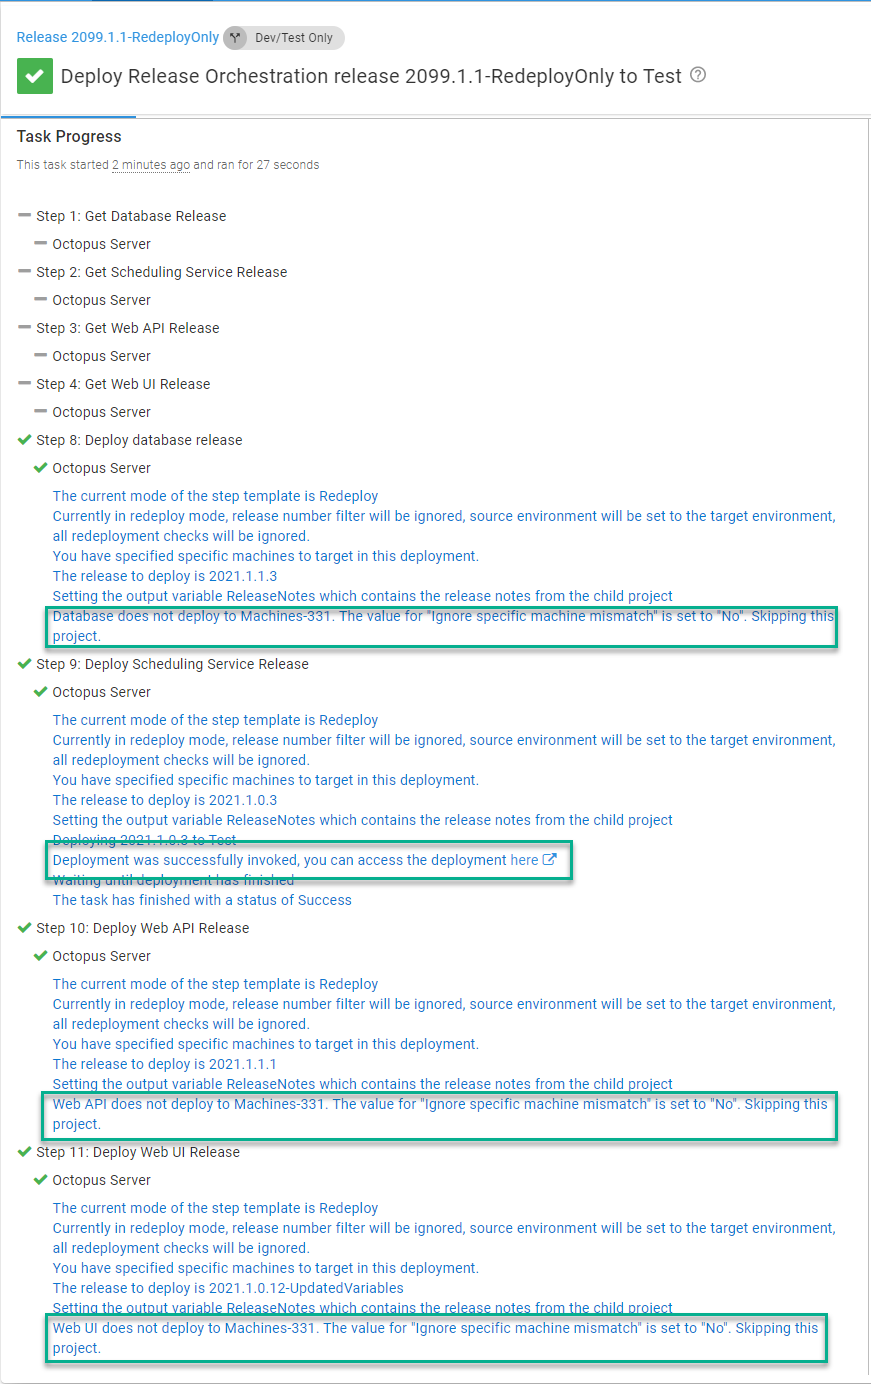 Release 2099.1.1-RedeployOnly Dev/Test Only
Deploy Release Orchestration release 2099.1.1-RedeployOnly to Test
Task Progress
This task started 2 minutes ago and ran for 27 seconds
Step 1: Get Database Release
Octopus Server
Step 2: Get Scheduling Service Release
Octopus Server
Step 3: Get Web API Release
Octopus Server
Step 4: Get Web UI Release
Octopus Server
Step 8: Deploy database release
Octopus Server
The current mode of the step template is Redeploy
Currently in redeploy mode, release number filter will be ignored, source environment will be set to the target environment,
all redeployment checks will be ignored.
You have specified specific machines to target in this deployment.
The release to deploy is 2021.1.1.3
Setting the output variable ReleaseNotes which contains the release notes from the child project
Database does not deploy to Machines-331. The value for "Ignore specific machine mismatch" is set to "No". Skipping this
project.
Step 9: Deploy Scheduling Service Release
Octopus Server
The current mode of the step template is Redeploy
Currently in redeploy mode, release number filter will be ignored, source environment will be set to the target environment,
all redeployment checks will be ignored.
You have specified specific machines to target in this deployment.
The release to deploy is 2021.1.0.3
Setting the output variable ReleaseNotes which contains the release notes from the child project
Deploying 2021.1.0.3 to Test
Deployment was successfully invoked, you can access the deployment here
Waiting until deployment has finished
The task has finished with a status of Success
Step 10: Deploy Web API Release
Octopus Server
The current mode of the step template is Redeploy
Currently in redeploy mode, release number filter will be ignored, source environment will be set to the target environment,
all redeployment checks will be ignored.
You have specified specific machines to target in this deployment.
The release to deploy is 2021.1.1.1
Setting the output variable ReleaseNotes which contains the release notes from the child project
Web API does not deploy to Machines-331. The value for "Ignore specific machine mismatch" is set to "No". Skipping this
project.
Step 11: Deploy Web UI Release
Octopus Server
The current mode of the step template is Redeploy
Currently in redeploy mode, release number filter will be ignored, source environment will be set to the target environment,
all redeployment checks will be ignored.
You have specified specific machines to target in this deployment.
The release to deploy is 2021.1.0.12-UpdatedVariables
Setting the output variable ReleaseNotes which contains the release notes from the child project
Web UI does not deploy to Machines-331. The value for "Ignore specific machine mismatch" is set to "No". Skipping this
project.